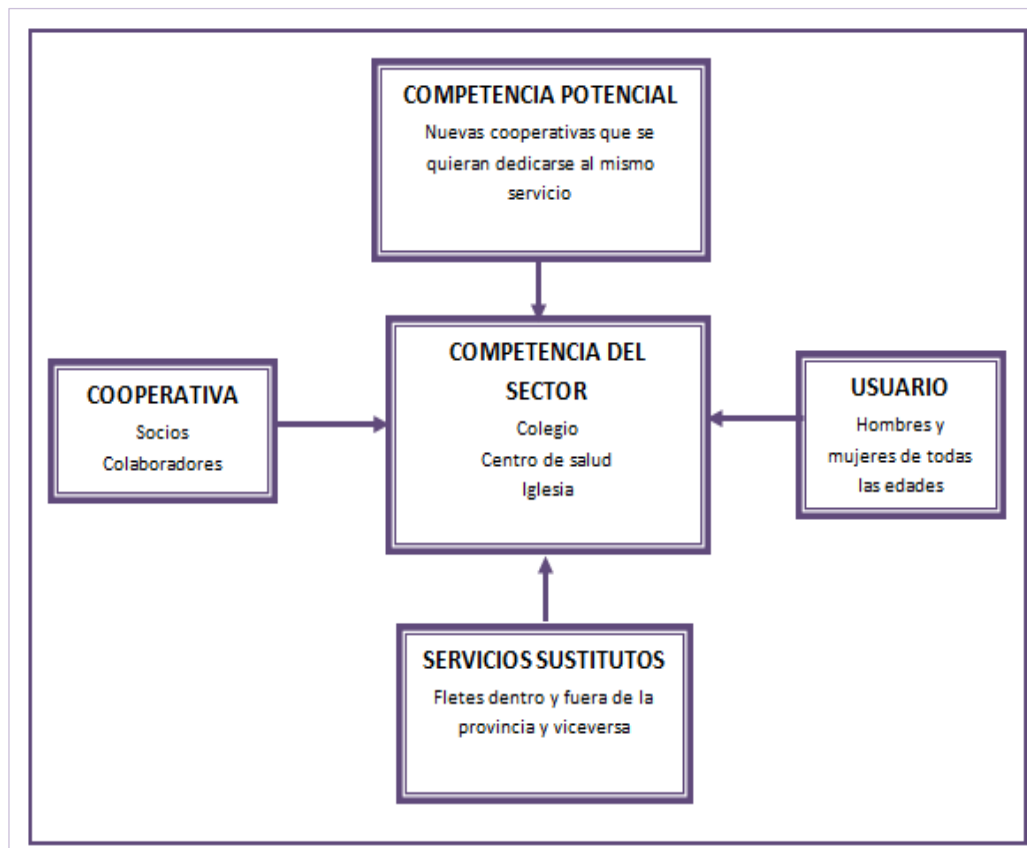 COMPETENCIA POTENCIAL
Nuevas cooperativas que se
quieran dedicarse al mismo
servicio
COMPETENCIA DEL
SECTOR
Colegio
Centro de salud
Iglesia
COOPERATIVA
Socios
Colaboradores
USUARIO
Hombres y
mujeres de todas
las edades
SERVICIOS SUSTITUTOS
Fletes dentro y fuera de la
provincia y viceversa